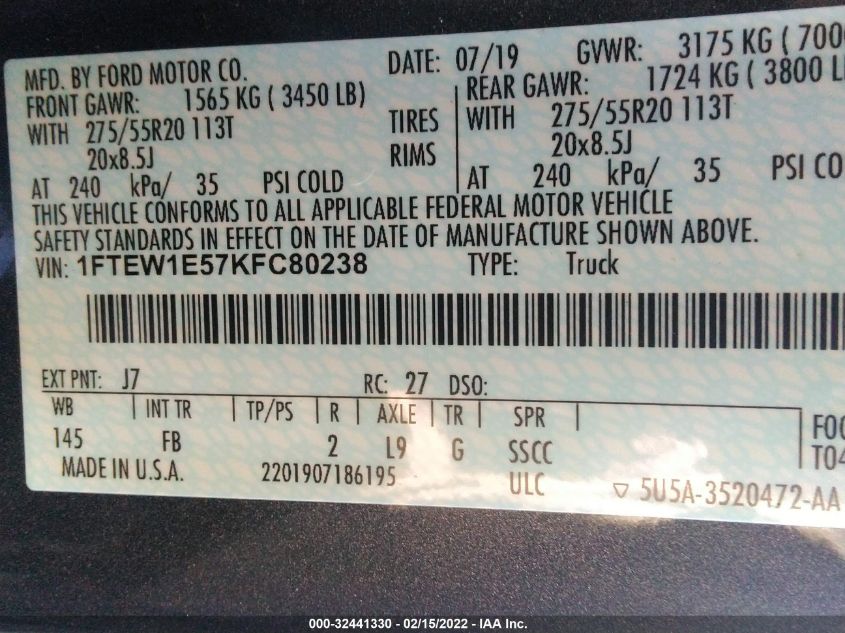 MFD. BY FORD MOTOR CO. DATE: 07/19 GVWR: 3175 KG ( 700
FRONT GAWR: 1565 KG ( 3450 LB) REAR GAWR: 1724 KG ( 3800 L
WITH 275/55R20 113T TIRES WITH 275/55R20 113T
20x8.5J RIMS 20x8.5J
AT 240 kPa/ 35 PSI COLD AT 240 kPa/ 35 PSI CO
THIS VEHICLE CONFORMS TO ALL APPLICABLE FEDERAL MOTOR VEHICLE
SAFETY STANDARDS IN EFFECT ON THE DATE OF MANUFACTURE SHOWN ABOVE.
VIN: 1FTEW1E57KFC80238 TYPE: Truck
EXT PNT: J7 RC: 27 DSO:
WB INT TR TP/PS R AXLE TR SPR
145 FB 2 L9 G SSCC
FO
T04
MADE IN U.S.A. 2201907186195 ULC ▽ 5U5A-3520472-AA
000-32441330 - 02/15/2022 - IAA Inc.